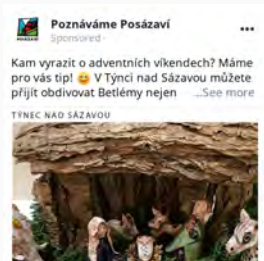 Poznáváme Posázaví
Sponsored ·
Kam vyrazit o adventních víkendech? Máme
pro vás tip! 😊 V Týnci nad Sázavou můžete
přijít obdivovat Betlémy nejen ...See more
TÝNEC NAD SÁZAVOU